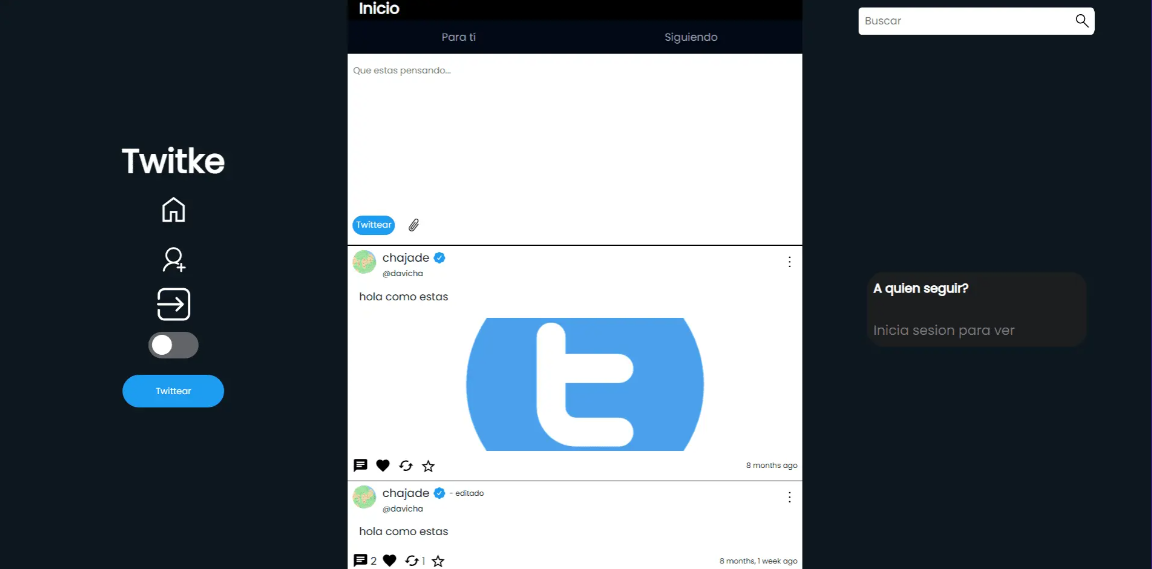 Twitke
Twittear
Inicio
Para ti
Siguiendo
Que estas pensando...
Twittear
chajade
@davicha
hola como estas
t
8 months ago
chajade - editado
@davicha
hola como estas
2
1
8 months, 1 week ago
Buscar
A quien seguir?
Inicia sesion para ver